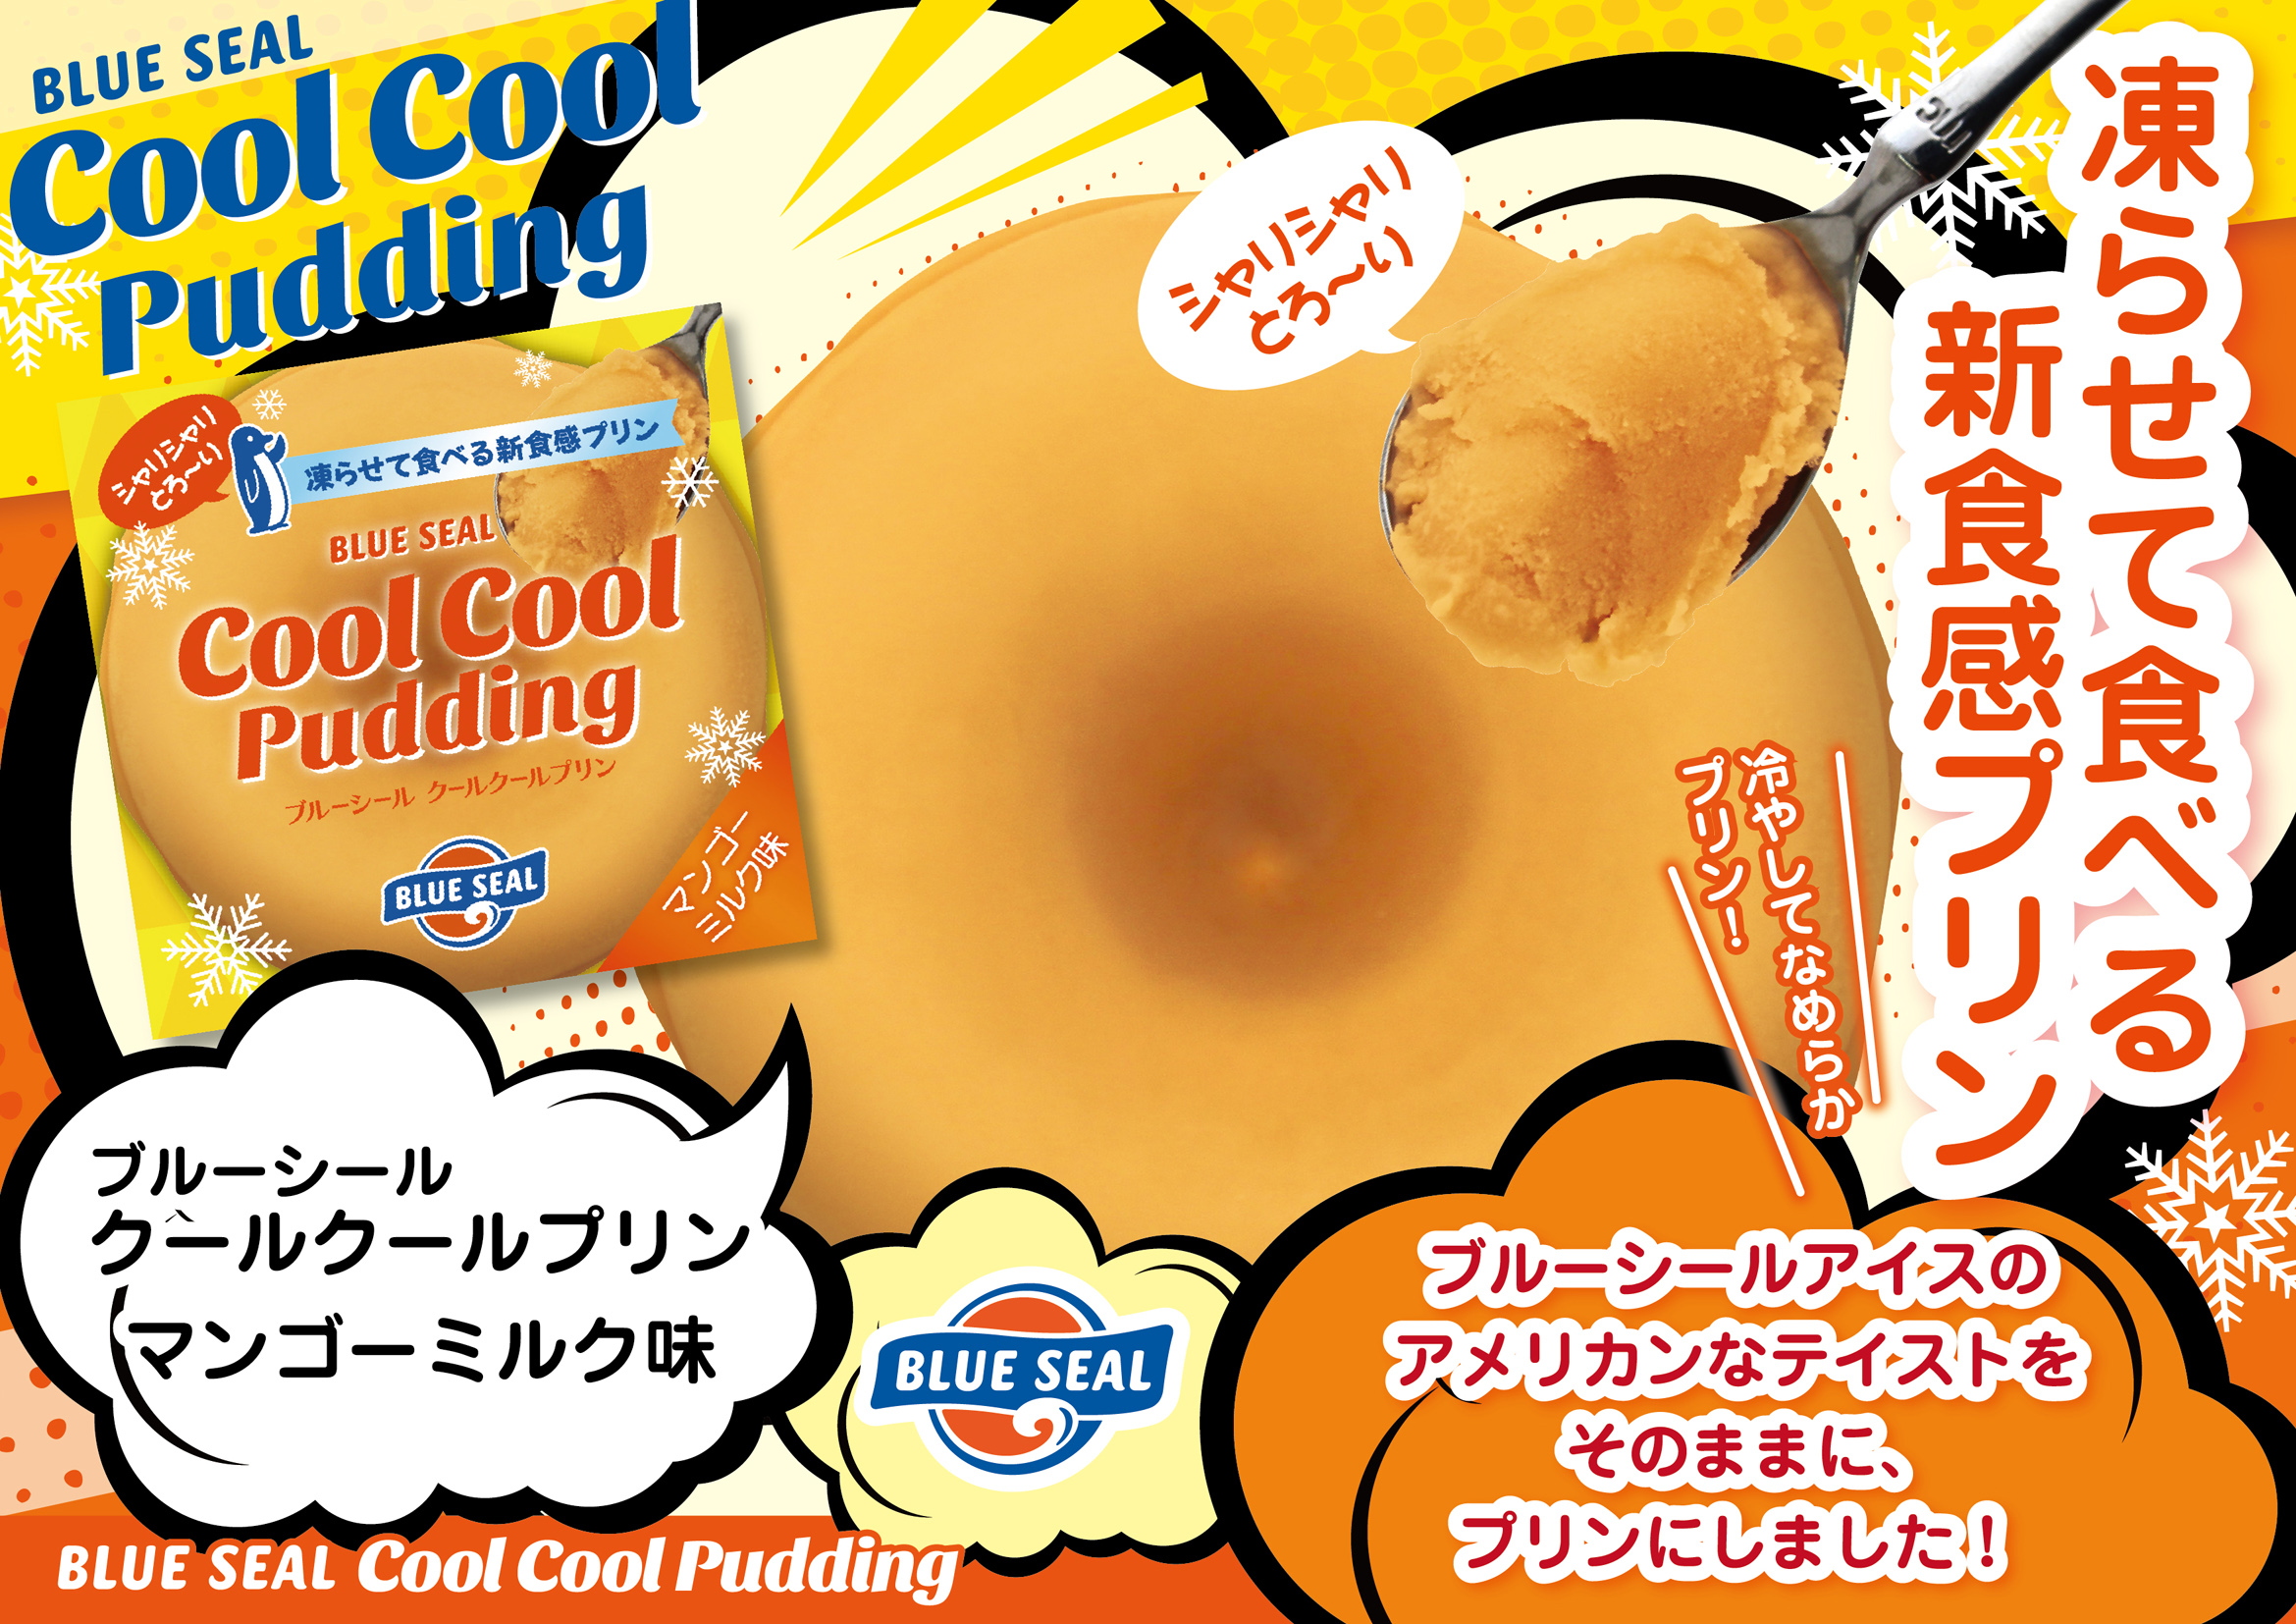 BLUE SEAL
Cool Cool
Pudding
シャリシャリ
とろ〜り
凍らせて食べる
新食感プリン
シャリシャリ
とろ〜り
凍らせて食べる新食感プリン
BLUE SEAL
Cool Cool
Pudding
ブルーシール クールクールプリン
BLUE SEAL
マンゴー
ミルク味
冷やしてなめらか
プリン!
ブルーシール
クールクールプリン
マンゴーミルク味
BLUE SEAL
ブルーシールアイスの
アメリカンなテイストを
そのままに、
プリンにしました!
BLUE SEAL Cool Cool Pudding